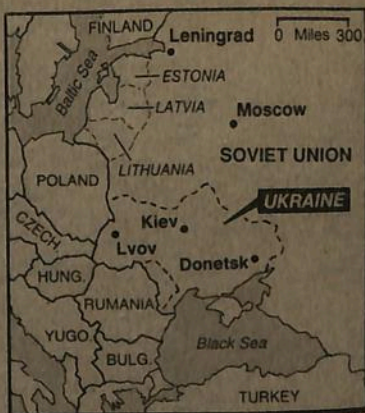 FINLAND
0 Miles 300
Leningrad
Baltic Sea
ESTONIA
LATVIA
Moscow
SOVIET UNION
LITHUANIA
POLAND
UKRAINE
Kiev
CZECH.
Lvov
Donetsk
HUNG.
RUMANIA
YUGO.
Black Sea
BULG.
TURKEY